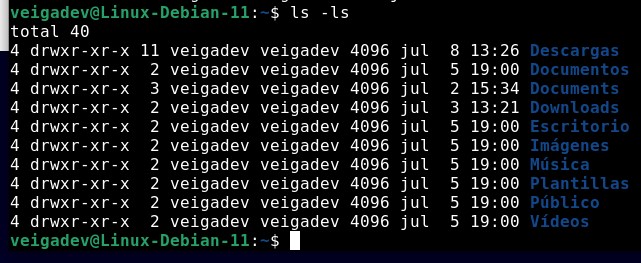 veigadev@Linux-Debian-11:~$ ls -ls
total 40
4 drwxr-xr-x 11 veigadev veigadev 4096 jul  8 13:26 Descargas
4 drwxr-xr-x  2 veigadev veigadev 4096 jul  5 19:00 Documentos
4 drwxr-xr-x  3 veigadev veigadev 4096 jul  2 15:34 Documents
4 drwxr-xr-x  2 veigadev veigadev 4096 jul  3 13:21 Downloads
4 drwxr-xr-x  2 veigadev veigadev 4096 jul  5 19:00 Escritorio
4 drwxr-xr-x  2 veigadev veigadev 4096 jul  5 19:00 Imágenes
4 drwxr-xr-x  2 veigadev veigadev 4096 jul  5 19:00 Música
4 drwxr-xr-x  2 veigadev veigadev 4096 jul  5 19:00 Plantillas
4 drwxr-xr-x  2 veigadev veigadev 4096 jul  5 19:00 Público
4 drwxr-xr-x  2 veigadev veigadev 4096 jul  5 19:00 Vídeos
veigadev@Linux-Debian-11:~$